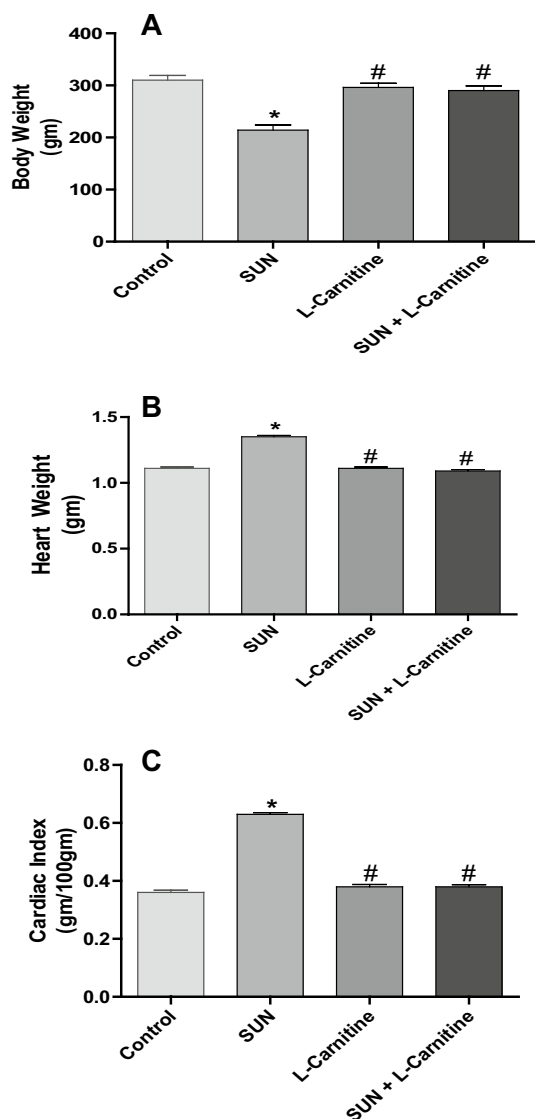 A
Body Weight
(gm)
400
300
200
100
0
*
#
#
Control
SUN
L-Carnitine
SUN + L-Carnitine
B
Heart Weight
(gm)
1.5
1.0
0.5
0.0
*
#
#
Control
SUN
L-Carnitine
SUN + L-Carnitine
C
Cardiac Index
(gm/100gm)
0.8
0.6
0.4
0.2
0.0
*
#
#
Control
SUN
L-Carnitine
SUN + L-Carnitine